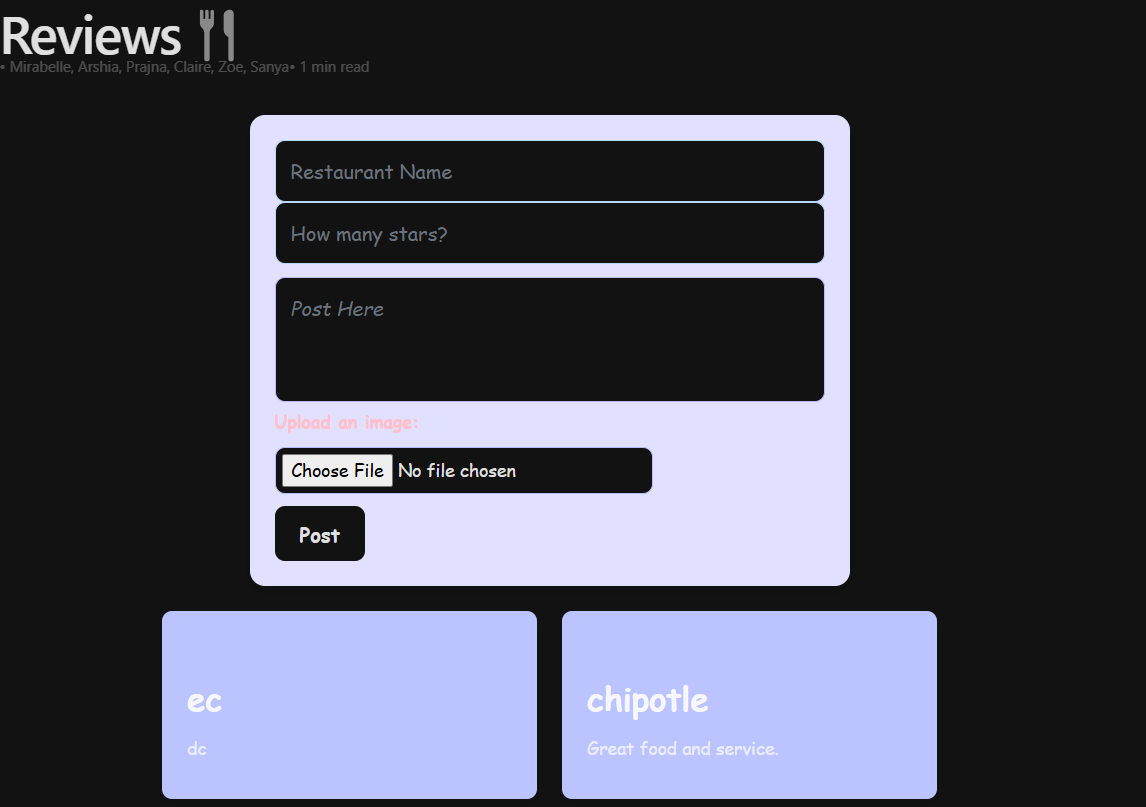 Reviews 🍴
• Mirabelle, Arshia, Prajna, Claire, Zoe, Sanya• 1 min read
Restaurant Name
How many stars?
Post Here
Upload an image:
Choose File No file chosen
Post
ec
dc
chipotle
Great food and service.